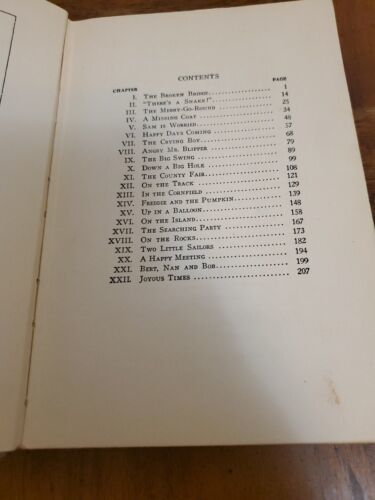 CONTENTS
CHAPTER PAGE
I. The Broken Bridge 1
II. "There's a Snake!" 14
III. The Merry-Go-Round 25
IV. A Missing Coat 34
V. Sam is Worried 48
VI. Happy Days Coming 57
VII. The Crying Boy 68
VIII. Angry Mr. Blipper 79
IX. The Big Swing 89
X. Down a Big Hole 99
XI. The County Fair 108
XII. On the Track 121
XIII. In the Cornfield 129
XIV. Freddie and the Pumpkin 139
XV. Up in a Balloon 148
XVI. On the Island 158
XVII. The Searching Party 167
XVIII. On the Rocks 173
XIX. Two Little Sailors 182
XX. A Happy Meeting 194
XXI. Bert, Nan and Bob 199
XXII. Joyous Times 207